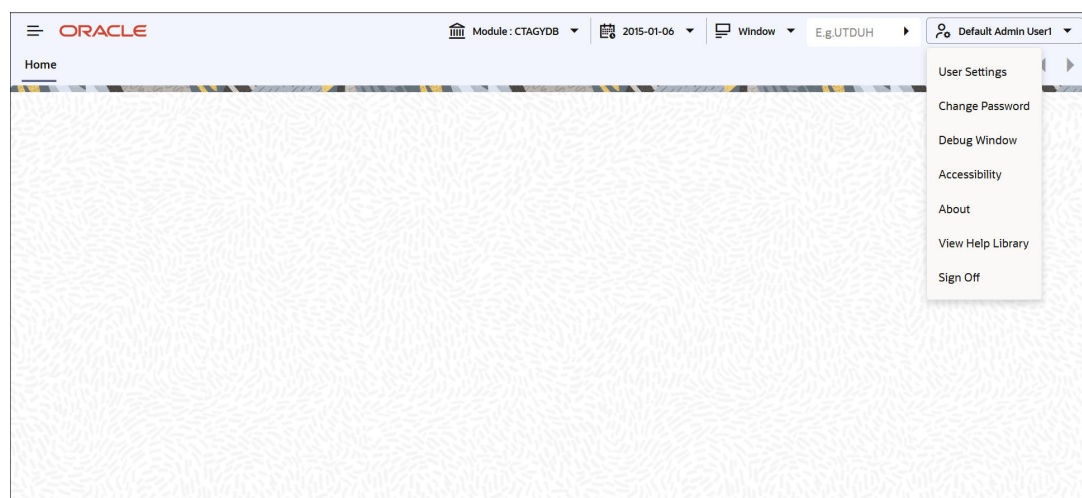 ORACLE
Module : CTAGYDB
2015-01-06
Window
E.g.UTDUH
Default Admin User1
Home
User Settings
Change Password
Debug Window
Accessibility
About
View Help Library
Sign Off